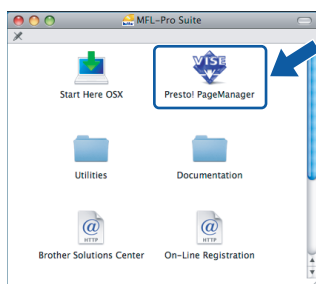 MFL-Pro Suite
VISE
Start Here OSX
Presto! PageManager
Utilities
Documentation
@
HTTP
@
HTTP
Brother Solutions Center
On-Line Registration